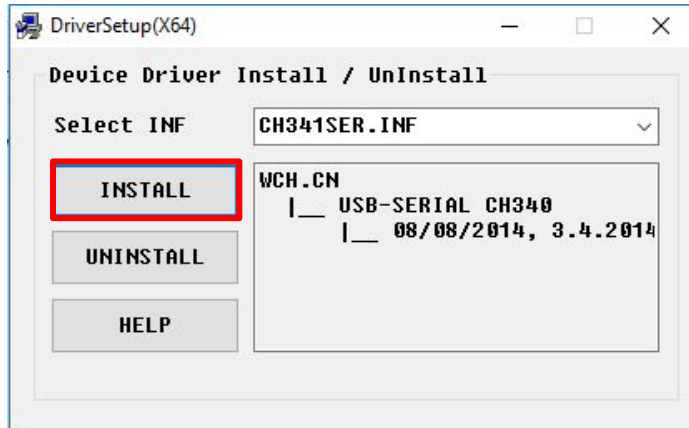 DriverSetup(X64)
Device Driver Install / UnInstall
Select INF
CH341SER.INF
INSTALL
UNINSTALL
HELP
WCH.CN
|__ USB-SERIAL CH340
|__ 08/08/2014, 3.4.2014